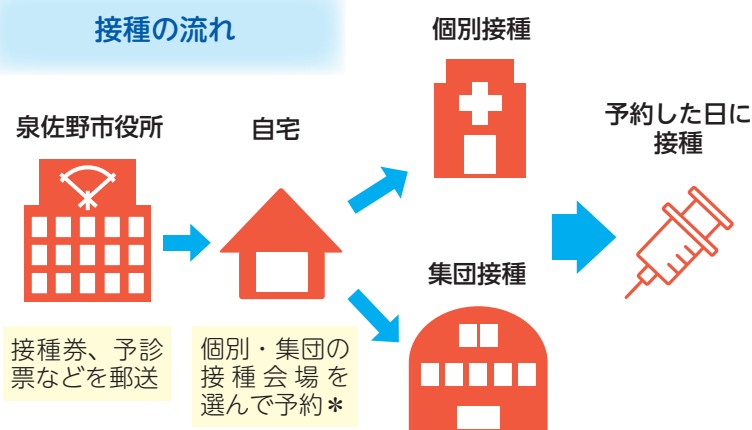 接種の流れ
泉佐野市役所
接種券、予診
票などを郵送
自宅
個別・集団の
接種会場を
選んで予約＊
個別接種
集団接種
予約した日に
接種